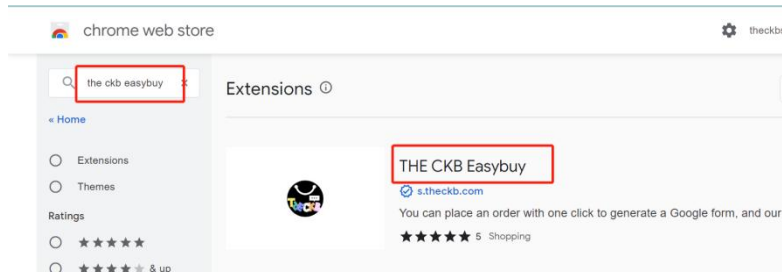 chrome web store
theckb
the ckb easybuy
Extensions
« Home
THE CKB Easybuy
Extensions
s.theckb.com
Themes
You can place an order with one click to generate a Google form, and our
Ratings
5 Shopping
& up